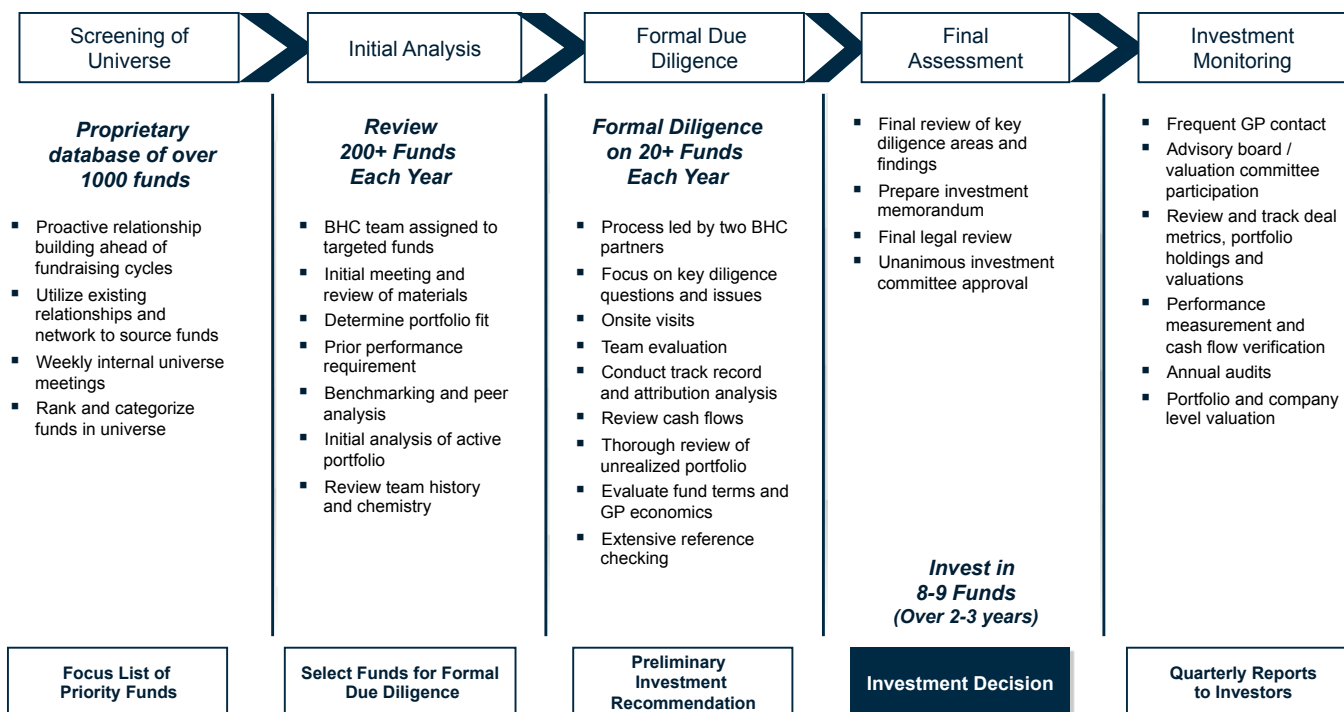 Screening of
Universe
Initial Analysis
Formal Due
Diligence
Final
Assessment
Investment
Monitoring
Proprietary
database of over
1000 funds
▪ Proactive relationship
building ahead of
fundraising cycles
▪ Utilize existing
relationships and
network to source funds
▪ Weekly internal universe
meetings
▪ Rank and categorize
funds in universe
Review
200+ Funds
Each Year
▪ BHC team assigned to
targeted funds
▪ Initial meeting and
review of materials
▪ Determine portfolio fit
▪ Prior performance
requirement
▪ Benchmarking and peer
analysis
▪ Initial analysis of active
portfolio
▪ Review team history
and chemistry
Formal Diligence
on 20+ Funds
Each Year
▪ Process led by two BHC
partners
▪ Focus on key diligence
questions and issues
▪ Onsite visits
▪ Team evaluation
▪ Conduct track record
and attribution analysis
▪ Review cash flows
▪ Thorough review of
unrealized portfolio
▪ Evaluate fund terms and
GP economics
▪ Extensive reference
checking
▪ Final review of key
diligence areas and
findings
▪ Prepare investment
memorandum
▪ Final legal review
▪ Unanimous investment
committee approval
Invest in
8-9 Funds
(Over 2-3 years)
▪ Frequent GP contact
▪ Advisory board /
valuation committee
participation
▪ Review and track deal
metrics, portfolio
holdings and
valuations
▪ Performance
measurement and
cash flow verification
▪ Annual audits
▪ Portfolio and company
level valuation
Focus List of
Priority Funds
Select Funds for Formal
Due Diligence
Preliminary
Investment
Recommendation
Investment Decision
Quarterly Reports
to Investors